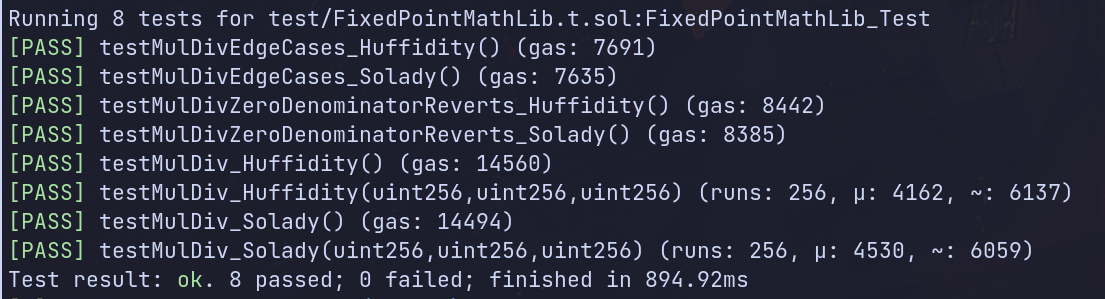 Running 8 tests for test/FixedPointMathLib.t.sol:FixedPointMathLib_Test
[PASS] testMulDivEdgeCases_Huffidity() (gas: 7691)
[PASS] testMulDivEdgeCases_Solady() (gas: 7635)
[PASS] testMulDivZeroDenominatorReverts_Huffidity() (gas: 8442)
[PASS] testMulDivZeroDenominatorReverts_Solady() (gas: 8385)
[PASS] testMulDiv_Huffidity() (gas: 14560)
[PASS] testMulDiv_Huffidity(uint256,uint256,uint256) (runs: 256, μ: 4162, ~: 6137)
[PASS] testMulDiv_Solady() (gas: 14494)
[PASS] testMulDiv_Solady(uint256,uint256,uint256) (runs: 256, μ: 4530, ~: 6059)
Test result: ok. 8 passed; 0 failed; finished in 894.92ms